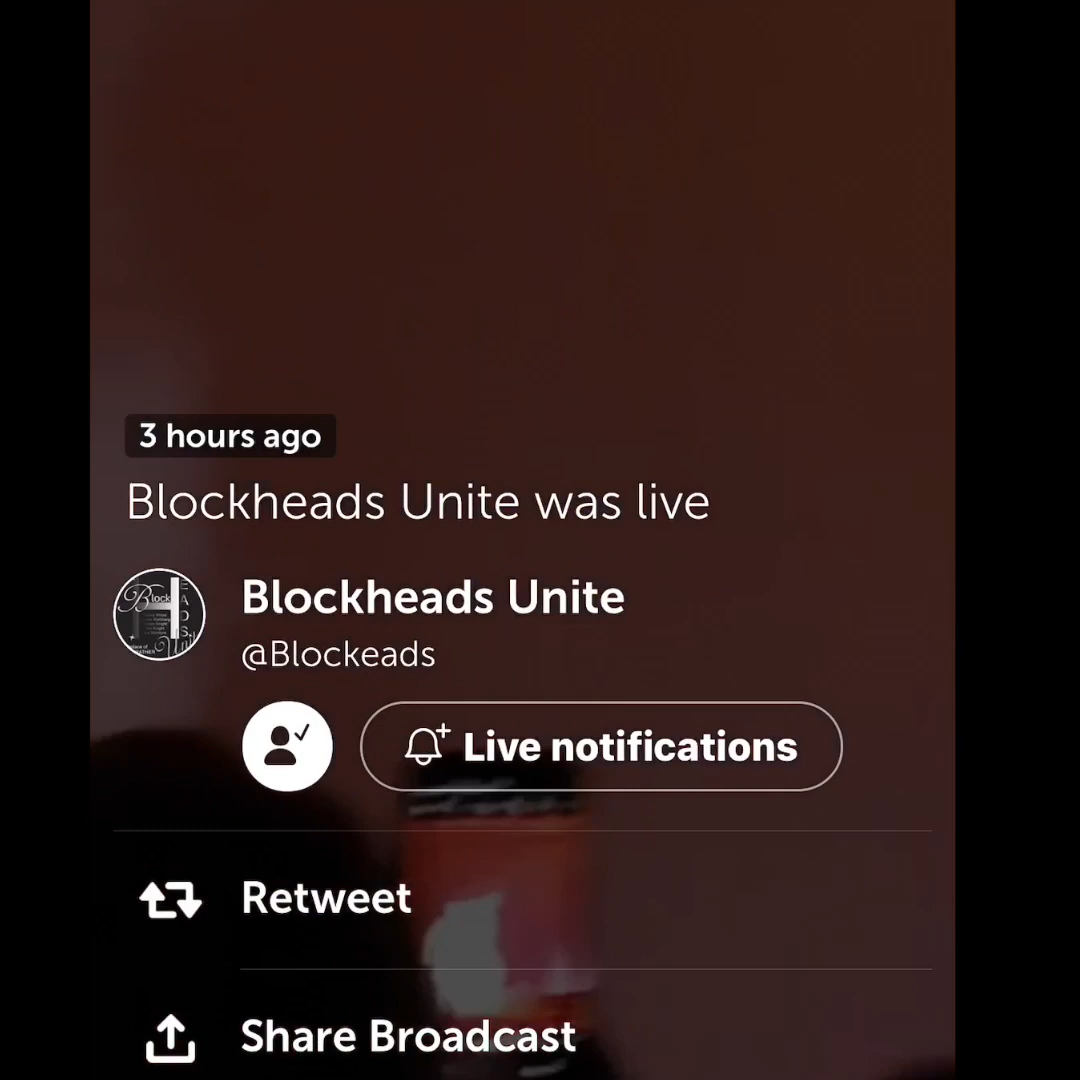 3 hours ago
Blockheads Unite was live
Blockheads Unite
@Blockeads
Live notifications
Retweet
Share Broadcast